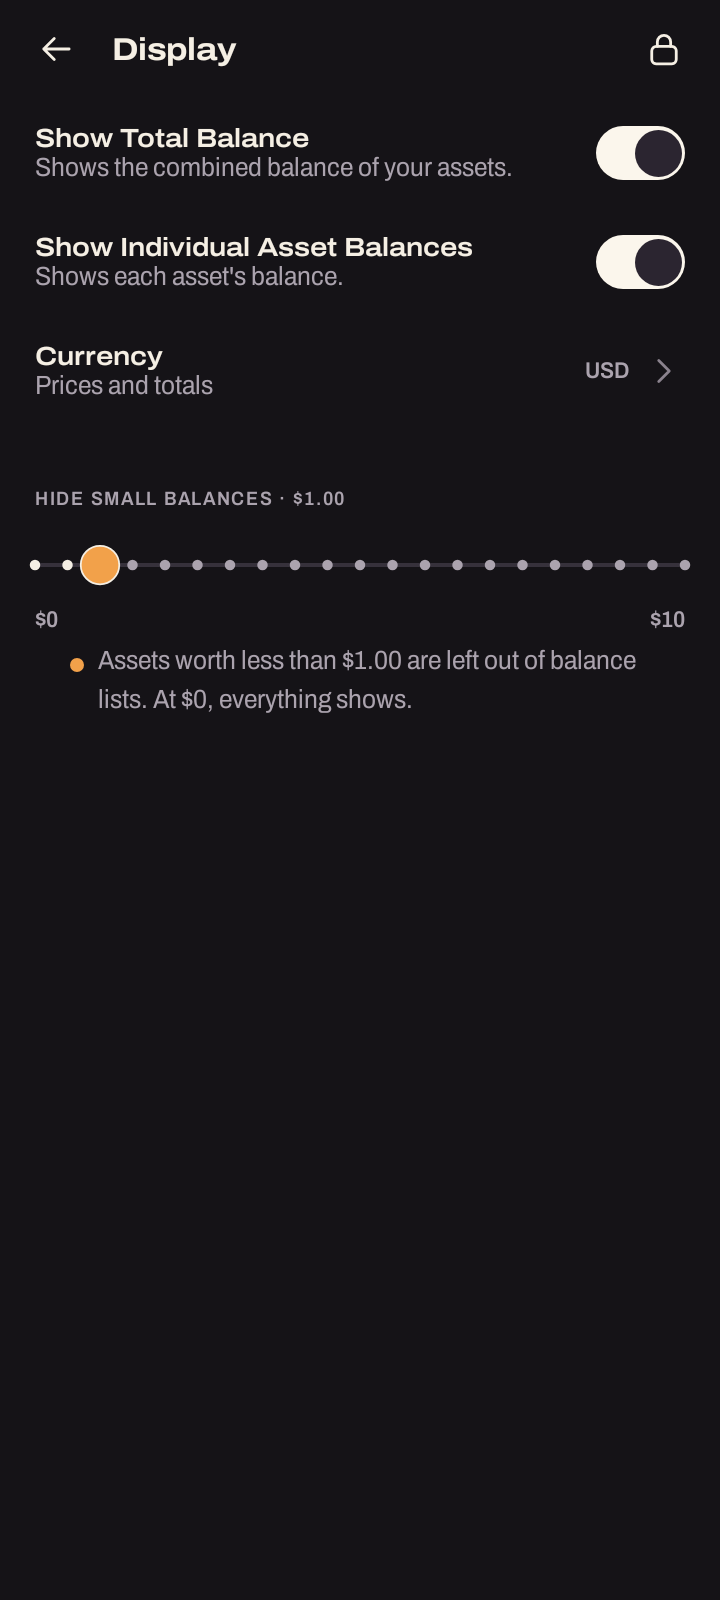 Display
Show Total Balance
Shows the combined balance of your assets.
Show Individual Asset Balances
Shows each asset's balance.
Currency
Prices and totals
USD
HIDE SMALL BALANCES · $1.00
$0
$10
Assets worth less than $1.00 are left out of balance
lists. At $0, everything shows.